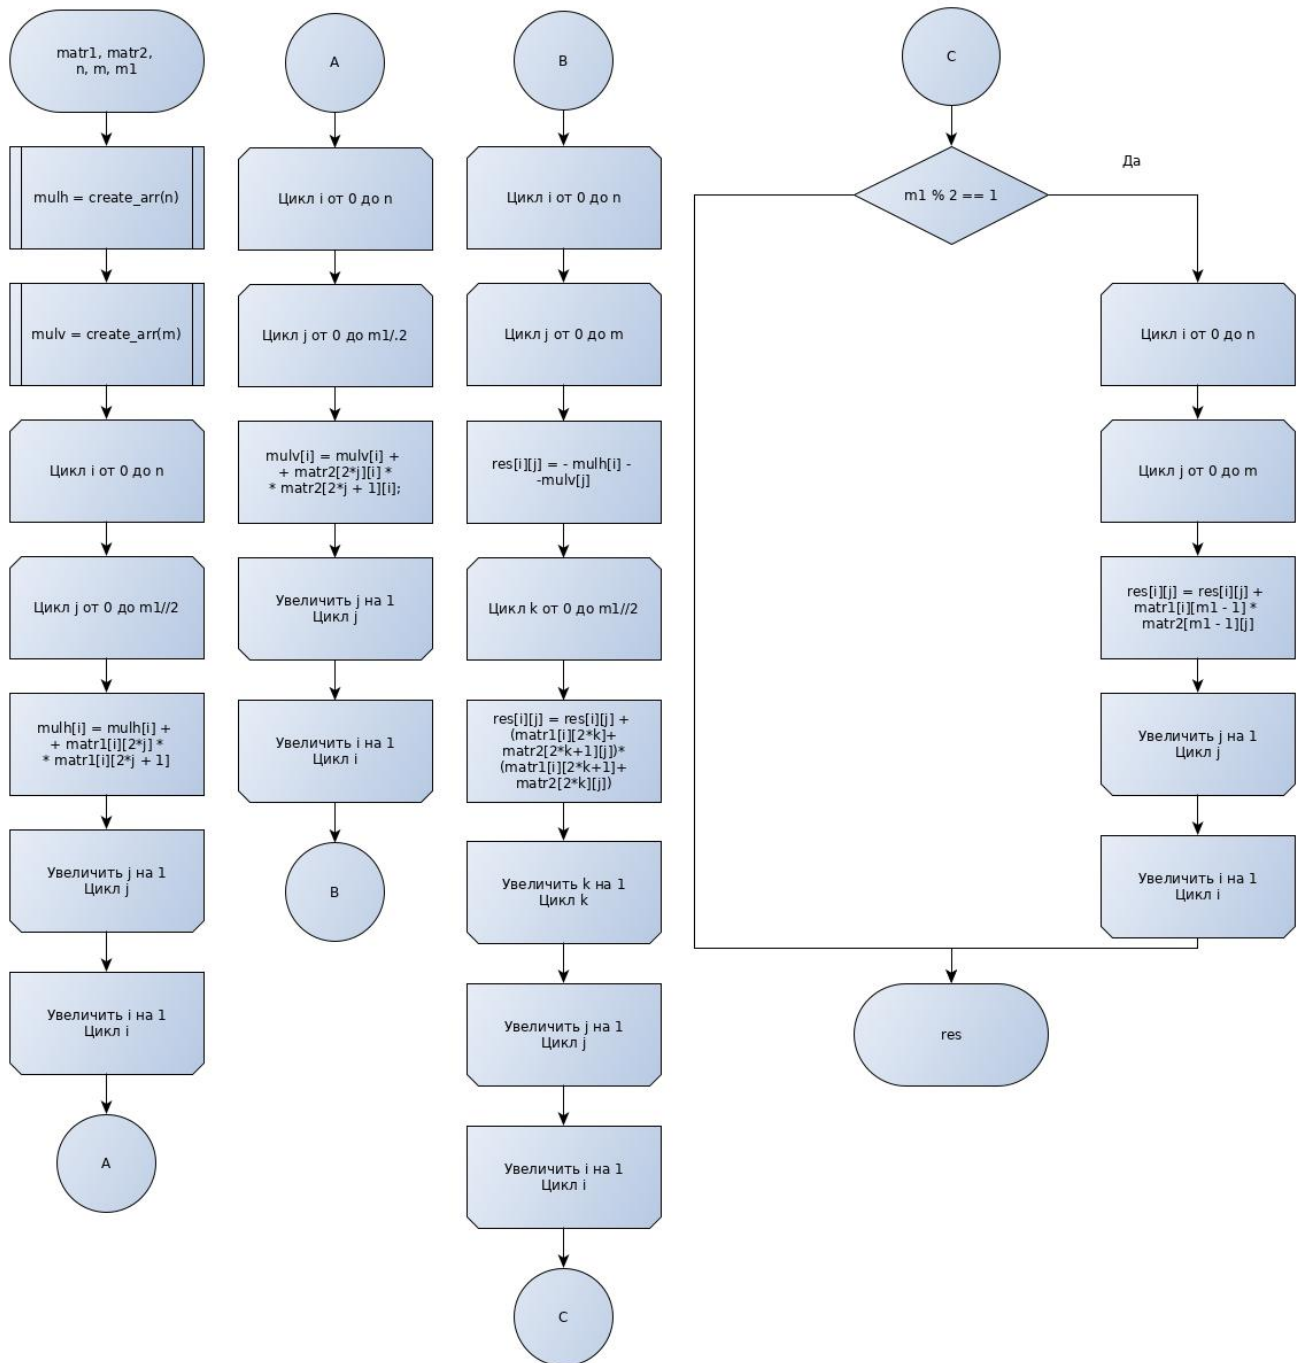 matr1, matr2,
n, m, m1
mulh = create_arr(n)
mulv = create_arr(m)
Цикл i от 0 до n
Цикл j от 0 до m1//2
mulh[i] = mulh[i] +
+ matr1[i][2*j] *
* matr1[i][2*j + 1]
Увеличить j на 1
Цикл j
Увеличить i на 1
Цикл i
A
A
Цикл i от 0 до n
Цикл j от 0 до m1/.2
mulv[i] = mulv[i] +
+ matr2[2*j][i] *
* matr2[2*j + 1][i];
Увеличить j на 1
Цикл j
Увеличить i на 1
Цикл i
B
B
Цикл i от 0 до n
Цикл j от 0 до m
res[i][j] = - mulh[i] -
-mulv[j]
Цикл k от 0 до m1//2
res[i][j] = res[i][j] +
(matr1[i][2*k]+
matr2[2*k+1][j])*
(matr1[i][2*k+1]+
matr2[2*k][j])
Увеличить k на 1
Цикл k
Увеличить j на 1
Цикл j
Увеличить i на 1
Цикл i
C
C
m1 % 2 == 1
Да
Цикл i от 0 до n
Цикл j от 0 до m
res[i][j] = res[i][j] +
matr1[i][m1 - 1] *
matr2[m1 - 1][j]
Увеличить j на 1
Цикл j
Увеличить i на 1
Цикл i
res